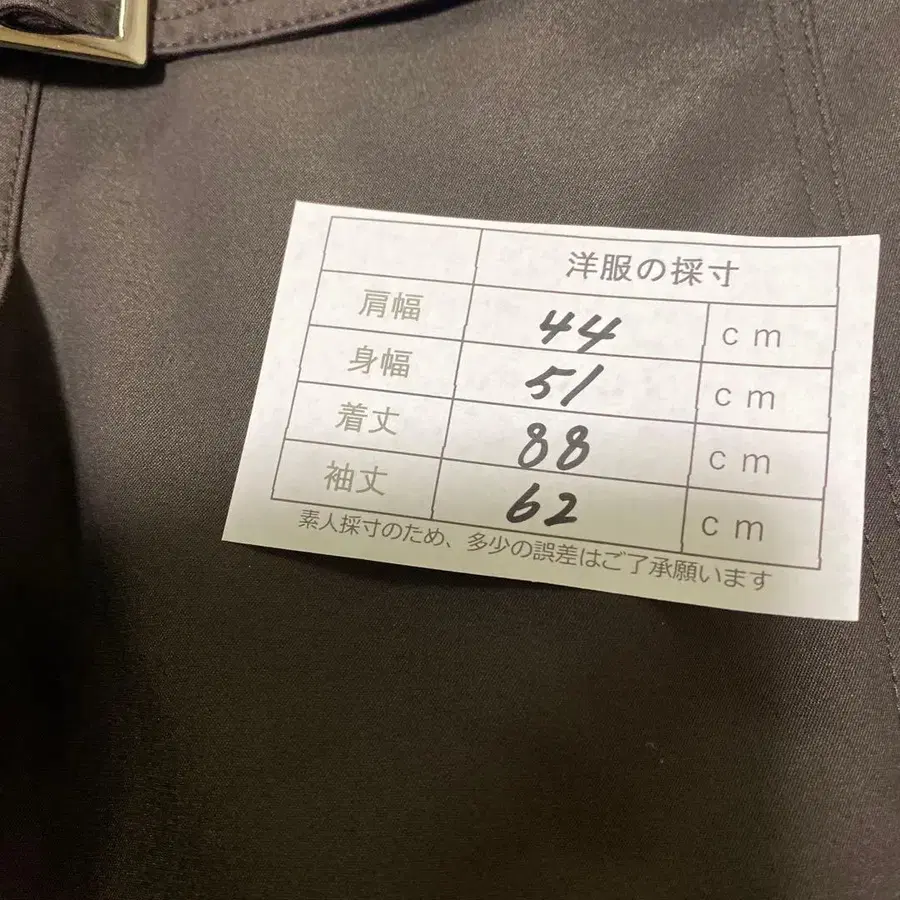 洋服の採寸
肩幅 44 cm
身幅 51 cm
着丈 88 cm
袖丈 62 cm
素人採寸のため、多少の誤差はご了承願います